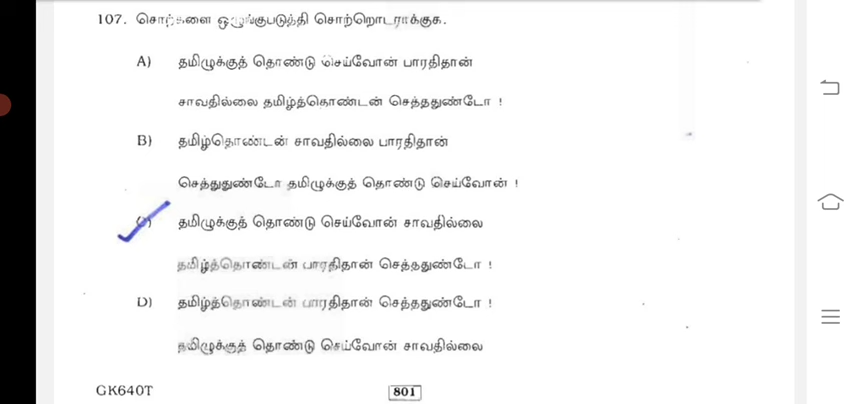 107. சொற்களை ஒழுங்குபடுத்தி சொற்றொடராக்குக.
A) தமிழுக்குத் தொண்டு செய்வோன் பாரதிதான்
சாவதில்லை தமிழ்த்கொண்டன் செத்ததுண்டோ !
B) தமிழ்தொண்டன் சாவதில்லை பாரதிதான்
செத்துதுண்டோ தமிழுக்குத் தொண்டு செய்வோன் !
C) தமிழுக்குத் தொண்டு செய்வோன் சாவதில்லை
தமிழ்த்தொண்டன் பாரதிதான் செத்ததுண்டோ !
D) தமிழ்த்தொண்டன் பாரதிதான் செத்ததுண்டோ !
தமிழுக்குத் தொண்டு செய்வோன் சாவதில்லை
GK640T 801